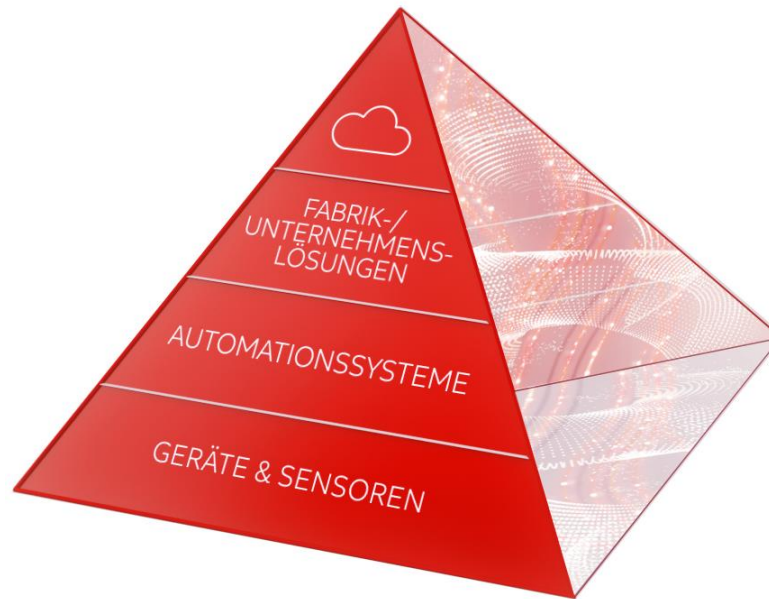 FABRIK-/
UNTERNEHMENS-
LÖSUNGEN
AUTOMATIONSSYSTEME
GERÄTE & SENSOREN